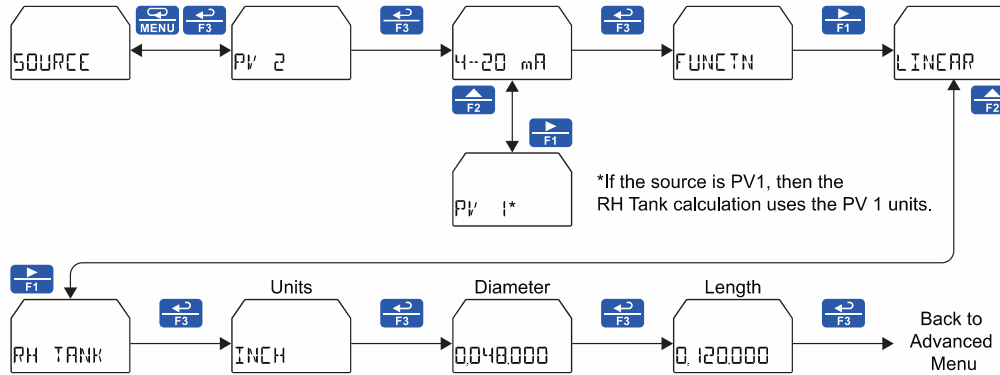 MENU F3
F3
F3
F1
SOURCE
PV 2
4-20 mA
FUNCTN
LINEAR
F2
F2
F1
PV 1*
*If the source is PV1, then the
RH Tank calculation uses the PV 1 units.
F1
Units
Diameter
Length
F3
F3
F3
F3
RH TANK
INCH
0,048.000
0,120.000
Back to
Advanced
Menu